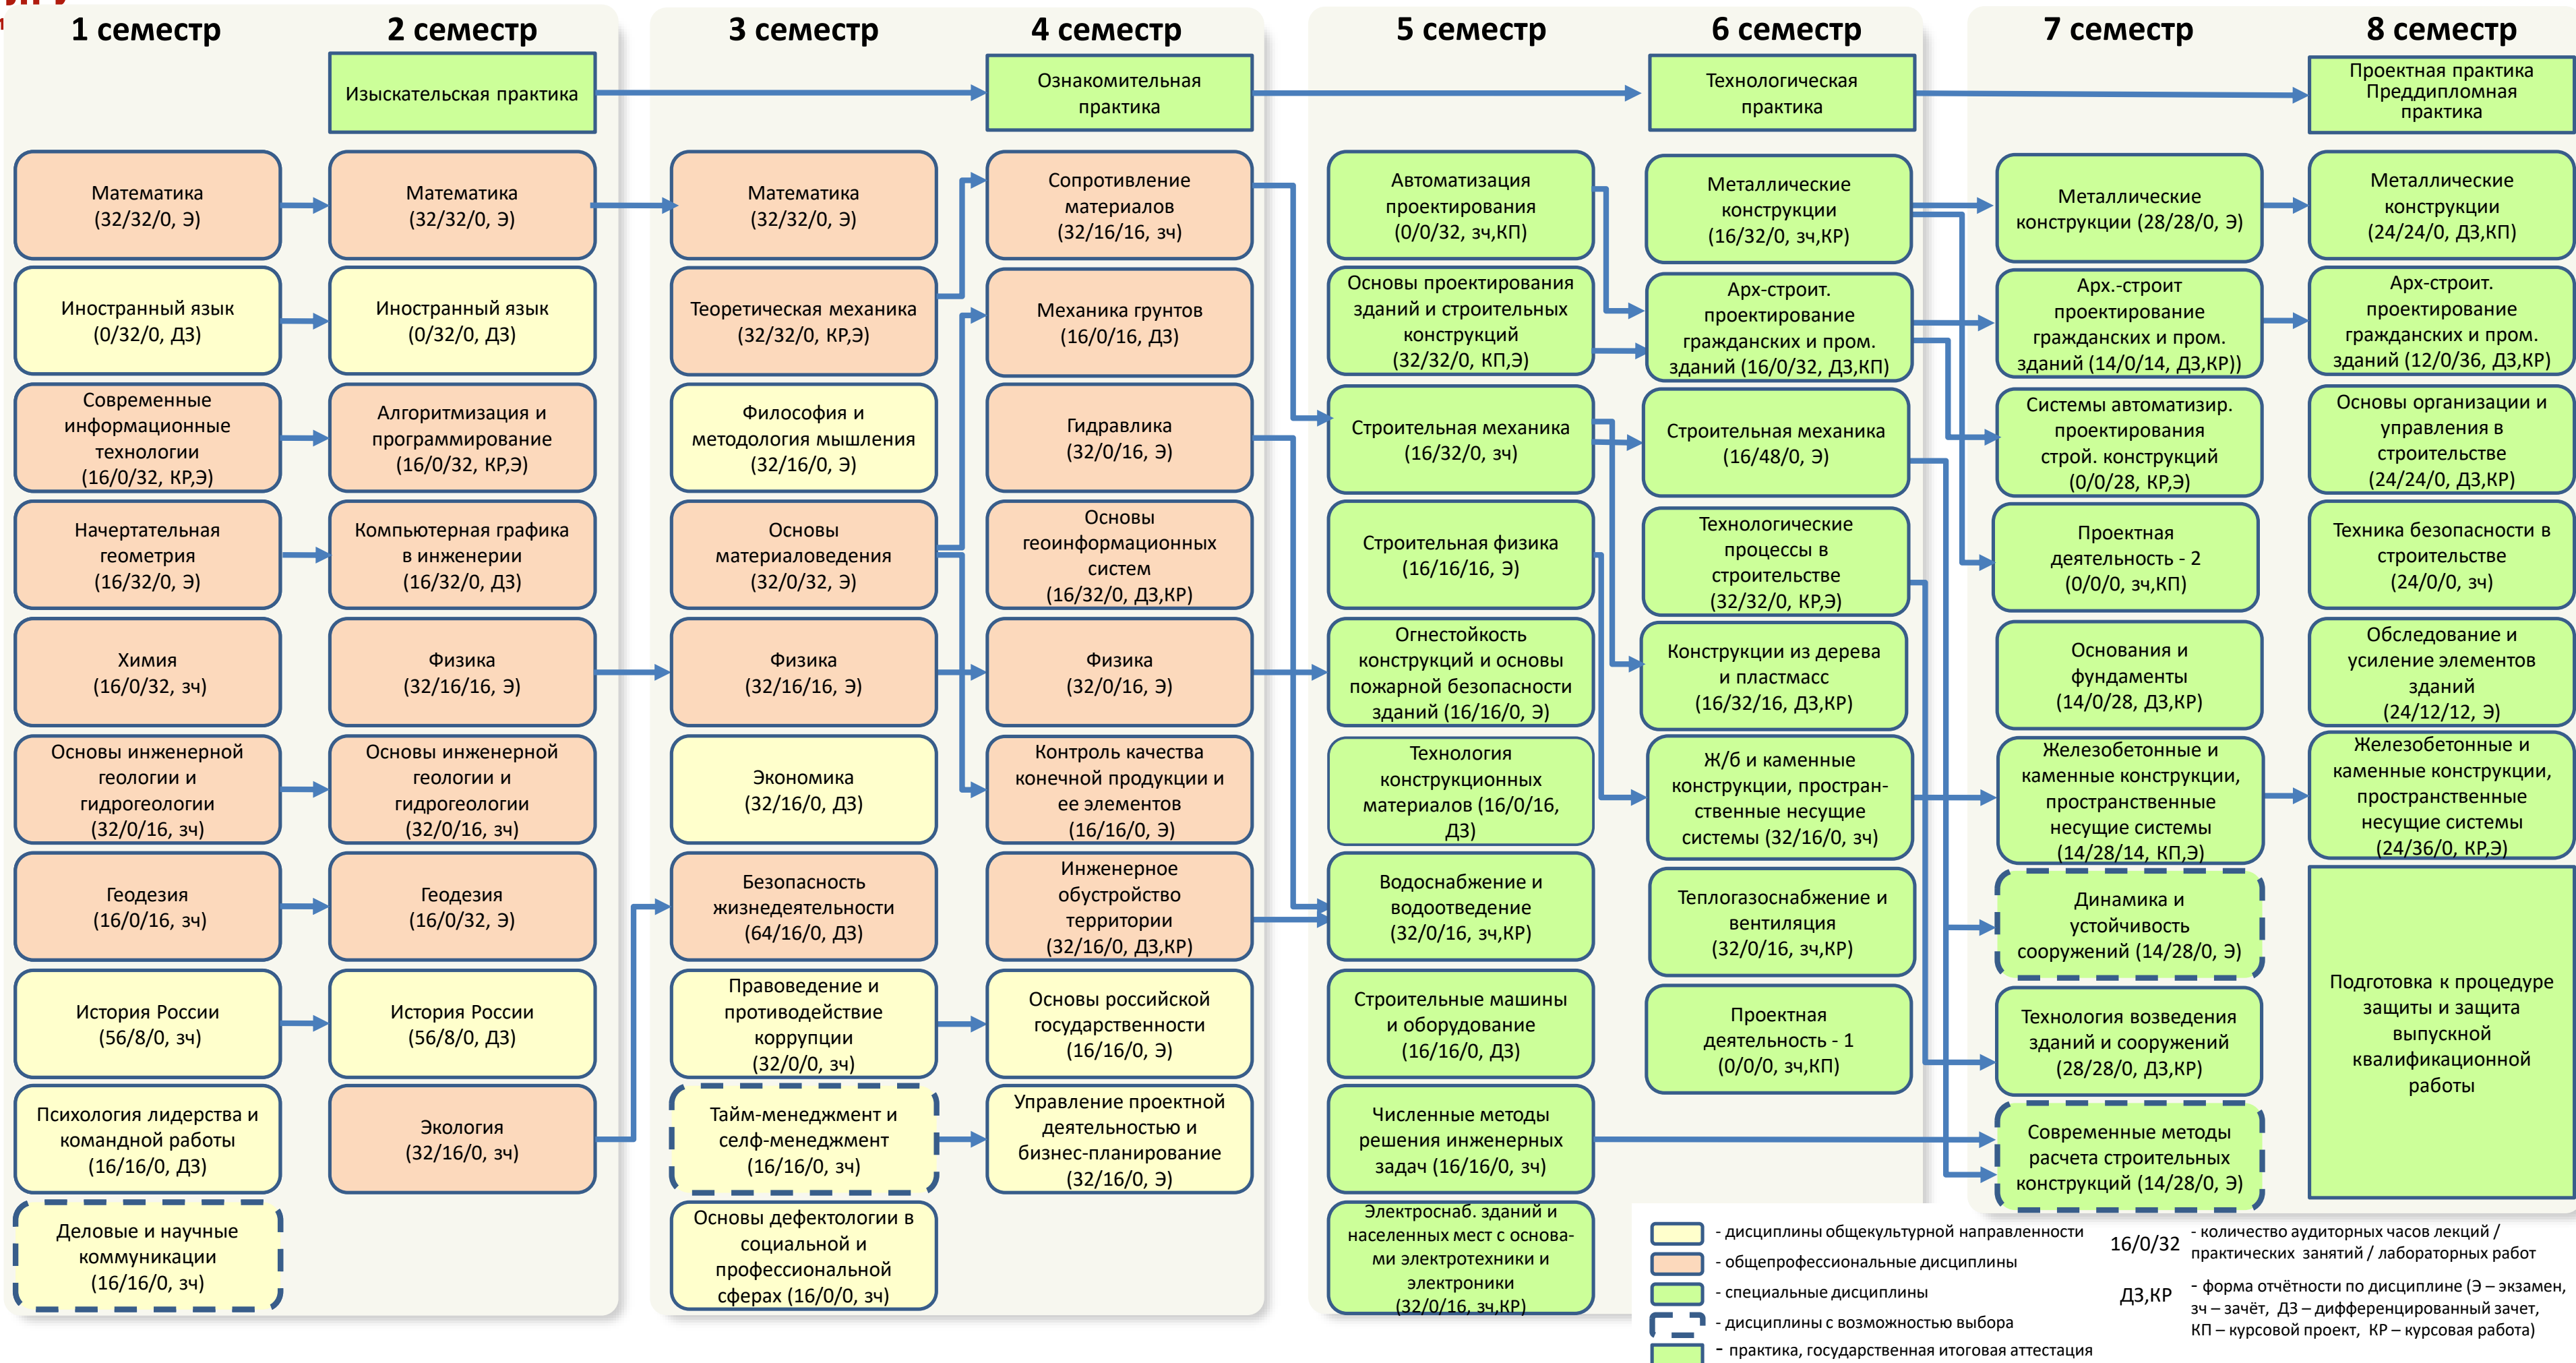 1 семестр
2 семестр
3 семестр
4 семестр
5 семестр
6 семестр
7 семестр
8 семестр
Изыскательская практика
Ознакомительная
практика
Технологическая
практика
Проектная практика
Преддипломная
практика
Математика
(32/32/0, Э)
Иностранный язык
(0/32/0, ДЗ)
Современные
информационные
технологии
(16/0/32, КР,Э)
Начертательная
геометрия
(16/32/0, Э)
Химия
(16/0/32, зч)
Основы инженерной
геологии и
гидрогеологии
(32/0/16, зч)
Геодезия
(16/0/16, зч)
История России
(56/8/0, зч)
Психология лидерства и
командной работы
(16/16/0, ДЗ)
Деловые и научные
коммуникации
(16/16/0, зч)
Математика
(32/32/0, Э)
Иностранный язык
(0/32/0, ДЗ)
Алгоритмизация и
программирование
(16/0/32, КР,Э)
Компьютерная графика
в инженерии
(16/32/0, ДЗ)
Физика
(32/16/16, Э)
Основы инженерной
геологии и
гидрогеологии
(32/0/16, зч)
Геодезия
(16/0/32, Э)
История России
(56/8/0, ДЗ)
Экология
(32/16/0, зч)
Математика
(32/32/0, Э)
Теоретическая механика
(32/32/0, КР,Э)
Философия и
методология мышления
(32/16/0, Э)
Основы
материаловедения
(32/0/32, Э)
Физика
(32/16/16, Э)
Экономика
(32/16/0, ДЗ)
Безопасность
жизнедеятельности
(64/16/0, ДЗ)
Правоведение и
противодействие
коррупции
(32/0/0, зч)
Тайм-менеджмент и
селф-менеджмент
(16/16/0, зч)
Основы дефектологии в
социальной и
профессиональной
сферах (16/0/0, зч)
Сопротивление
материалов
(32/16/16, зч)
Механика грунтов
(16/0/16, ДЗ)
Гидравлика
(32/0/16, Э)
Основы
геоинформационных
систем
(16/32/0, ДЗ,КР)
Физика
(32/0/16, Э)
Контроль качества
конечной продукции и
ее элементов
(16/16/0, Э)
Инженерное
обустройство
территории
(32/16/0, ДЗ,КР)
Основы российской
государственности
(16/16/0, Э)
Управление проектной
деятельностью и
бизнес-планирование
(32/16/0, Э)
Автоматизация
проектирования
(0/0/32, зч,КП)
Основы проектирования
зданий и строительных
конструкций
(32/32/0, КП,Э)
Строительная механика
(16/32/0, зч)
Строительная физика
(16/16/16, Э)
Огнестойкость
конструкций и основы
пожарной безопасности
зданий (16/16/0, Э)
Технология
конструкционных
материалов (16/0/16,
ДЗ)
Водоснабжение и
водоотведение
(32/0/16, зч,КР)
Строительные машины
и оборудование
(16/16/0, ДЗ)
Численные методы
решения инженерных
задач (16/16/0, зч)
Электроснаб. зданий и
населенных мест с основа-
ми электротехники и
электроники
(32/0/16, зч,КР)
Металлические
конструкции
(16/32/0, зч,КР)
Арх-строит.
проектирование
гражданских и пром.
зданий (16/0/32, ДЗ,КП)
Строительная механика
(16/48/0, Э)
Технологические
процессы в
строительстве
(32/32/0, КР,Э)
Конструкции из дерева
и пластмасс
(16/32/16, ДЗ,КР)
Ж/б и каменные
конструкции, простран-
ственные несущие
системы (32/16/0, зч)
Теплогазоснабжение и
вентиляция
(32/0/16, зч,КР)
Проектная
деятельность - 1
(0/0/0, зч,КП)
Металлические
конструкции (28/28/0, Э)
Арх.-строит
проектирование
гражданских и пром.
зданий (14/0/14, ДЗ,КР))
Системы автоматизир.
проектирования
строй. конструкций
(0/0/28, КР,Э)
Проектная
деятельность - 2
(0/0/0, зч,КП)
Основания и
фундаменты
(14/0/28, ДЗ,КР)
Железобетонные и
каменные конструкции,
пространственные
несущие системы
(14/28/14, КП,Э)
Динамика и
устойчивость
сооружений (14/28/0, Э)
Технология возведения
зданий и сооружений
(28/28/0, ДЗ,КР)
Современные методы
расчета строительных
конструкций (14/28/0, Э)
Металлические
конструкции
(24/24/0, ДЗ,КП)
Арх-строит.
проектирование
гражданских и пром.
зданий (12/0/36, ДЗ,КР)
Основы организации и
управления в
строительстве
(24/24/0, ДЗ,КР)
Техника безопасности в
строительстве
(24/0/0, зч)
Обследование и
усиление элементов
зданий
(24/12/12, Э)
Железобетонные и
каменные конструкции,
пространственные
несущие системы
(24/36/0, КР,Э)
Подготовка к процедуре
защиты и защита
выпускной
квалификационной
работы
- дисциплины общекультурной направленности
- общепрофессиональные дисциплины
- специальные дисциплины
- дисциплины с возможностью выбора
- практика, государственная итоговая аттестация
16/0/32
- количество аудиторных часов лекций /
практических занятий / лабораторных работ
ДЗ,КР
- форма отчётности по дисциплине (Э – экзамен,
зч – зачёт, ДЗ – дифференцированный зачет,
КП – курсовой проект, КР – курсовая работа)